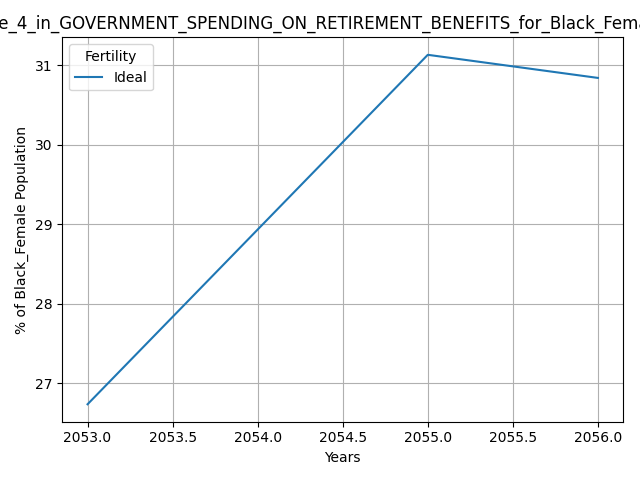 e_4_in_GOVERNMENT_SPENDING_ON_RETIREMENT_BENEFITS_for_Black_Fema
Fertility
Ideal
31
30
29
28
27
% of Black_Female Population
2053.0 2053.5 2054.0 2054.5 2055.0 2055.5 2056.0
Years